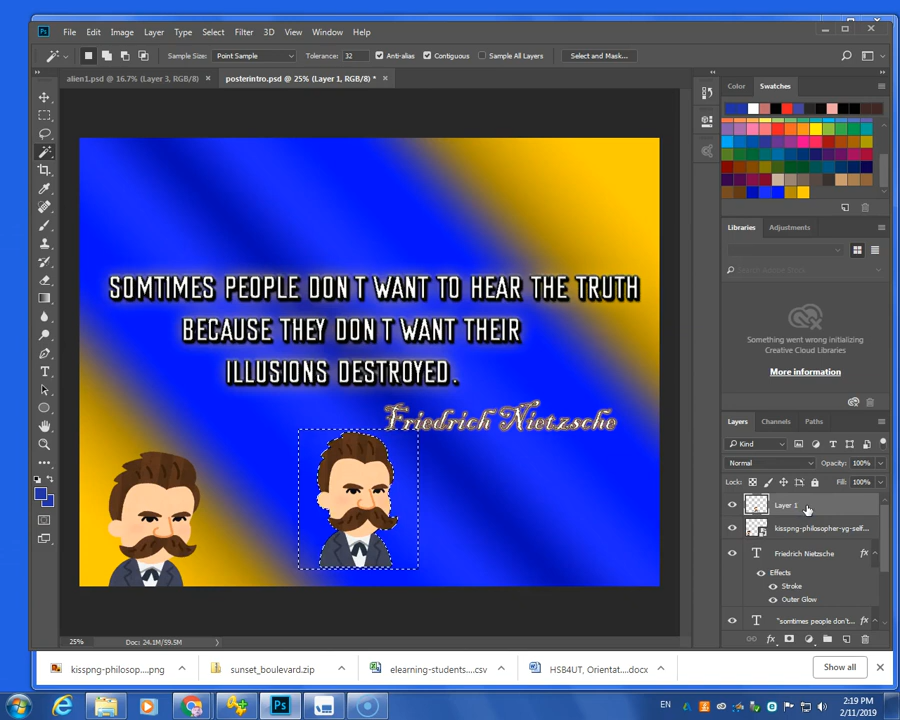 File Edit Image Layer Type Select Filter 3D View Window Help
Sample Size: Point Sample Tolerance: 32 Anti-alias Contiguous Sample All Layers Select and Mask...
alien1.psd @ 16.7% (Layer 3, RGB/8) × posterintro.psd @ 25% (Layer 1, RGB/8) * ×
Color Swatches
SOMTIMES PEOPLE DON'T WANT TO HEAR THE TRUTH
BECAUSE THEY DON'T WANT THEIR
ILLUSIONS DESTROYED.
Friedrich Nietzsche
Libraries Adjustments
Something went wrong initializing
Creative Cloud Libraries
More information
Layers Channels Paths
Kind
Normal Opacity: 100%
Lock: Fill: 100%
Layer 1
kisspng-philosopher-yg-self...
Friedrich Nietzsche fx
Effects
Stroke
Outer Glow
"sometimes people don't... fx
25% Doc: 24.1M/59.5M
kisspng-philosop....png sunset_boulevard.zip elearning-students....csv HSB4UT, Orientat....docx Show all
EN 2:19 PM
2/11/2019